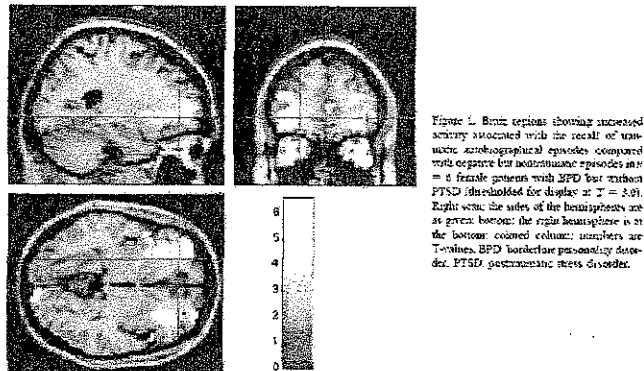 Figure 1. Brain regions showing increased
activity associated with the recall of trau-
matic autobiographical episodes compared
with negative but nontraumatic episodes in
= 6 female patients with BPD but without
PTSD (thresholded for display at T = 3.0).
Right scan: the sides of the hemispheres are
as given; bottom: the right hemisphere is at
the bottom; colored column: numbers are
T-values. BPD: borderline personality disor-
der. PTSD: posttraumatic stress disorder.
6
5
4
3
2
1
0